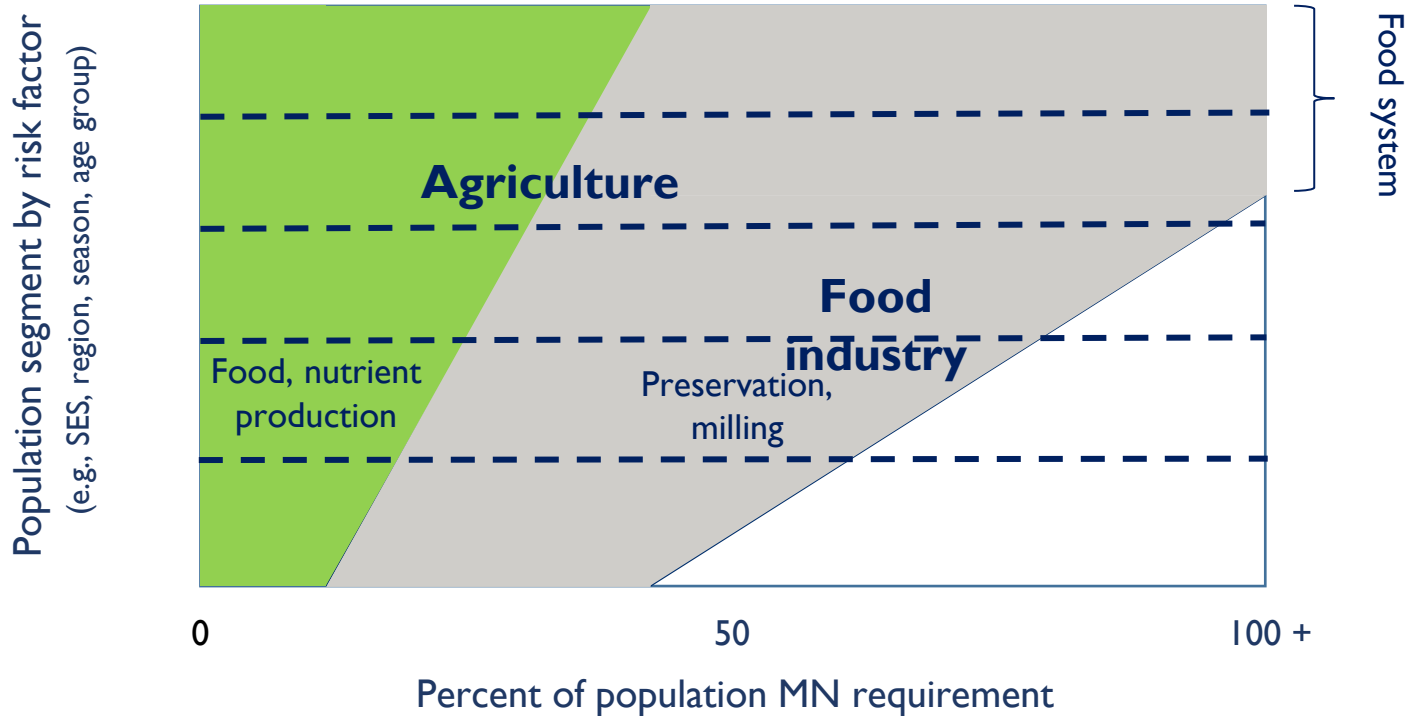 Population segment by risk factor
(e.g., SES, region, season, age group)
Food system
Agriculture
Food
industry
Food, nutrient
production
Preservation,
milling
0
50
100 +
Percent of population MN requirement